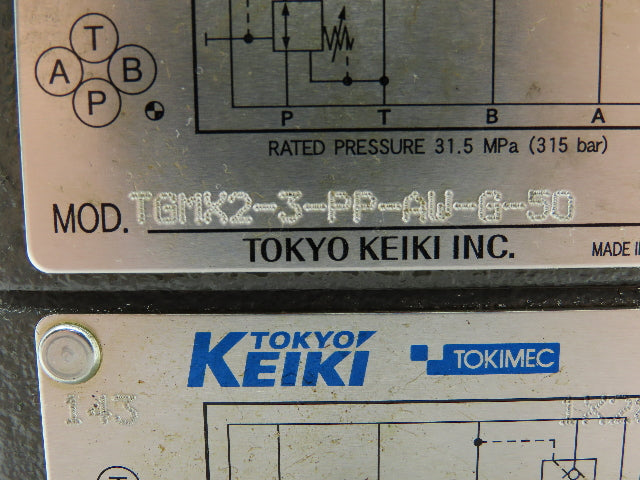 T
A B
P
P T B A
RATED PRESSURE 31.5 MPa (315 bar)
MOD. TGMK2-3-PP-AW-G-50
TOKYO KEIKI INC. MADE
TOKYO
KEIKI TOKIMEC
143
T